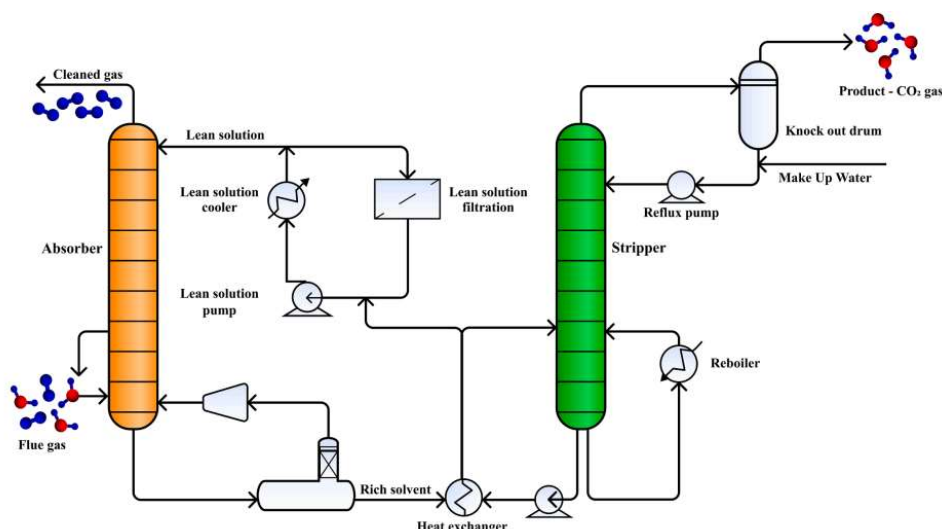 Cleaned gas
Product - CO₂ gas
Knock out drum
Lean solution
Make Up Water
Lean solution
cooler
Lean solution
filtration
Reflux pump
Absorber
Stripper
Lean solution
pump
Reboiler
Flue gas
Rich solvent
Heat exchanger